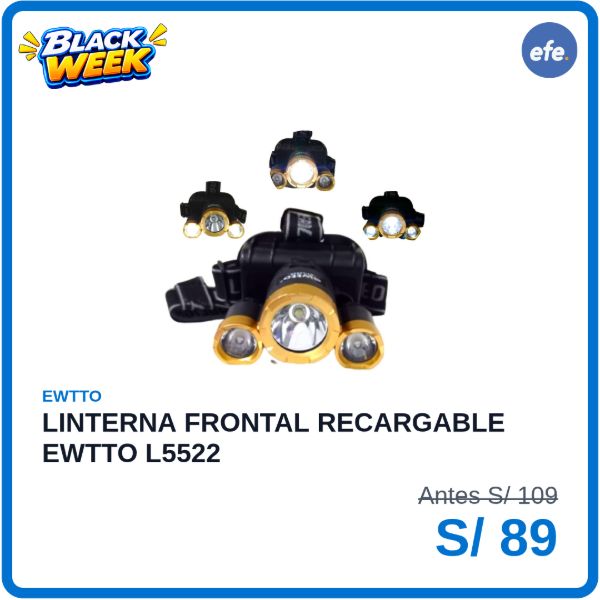 BLACK
WEEK
efe.
EWTTO
LINTERNA FRONTAL RECARGABLE
EWTTO L5522
Antes S/ 109
S/ 89